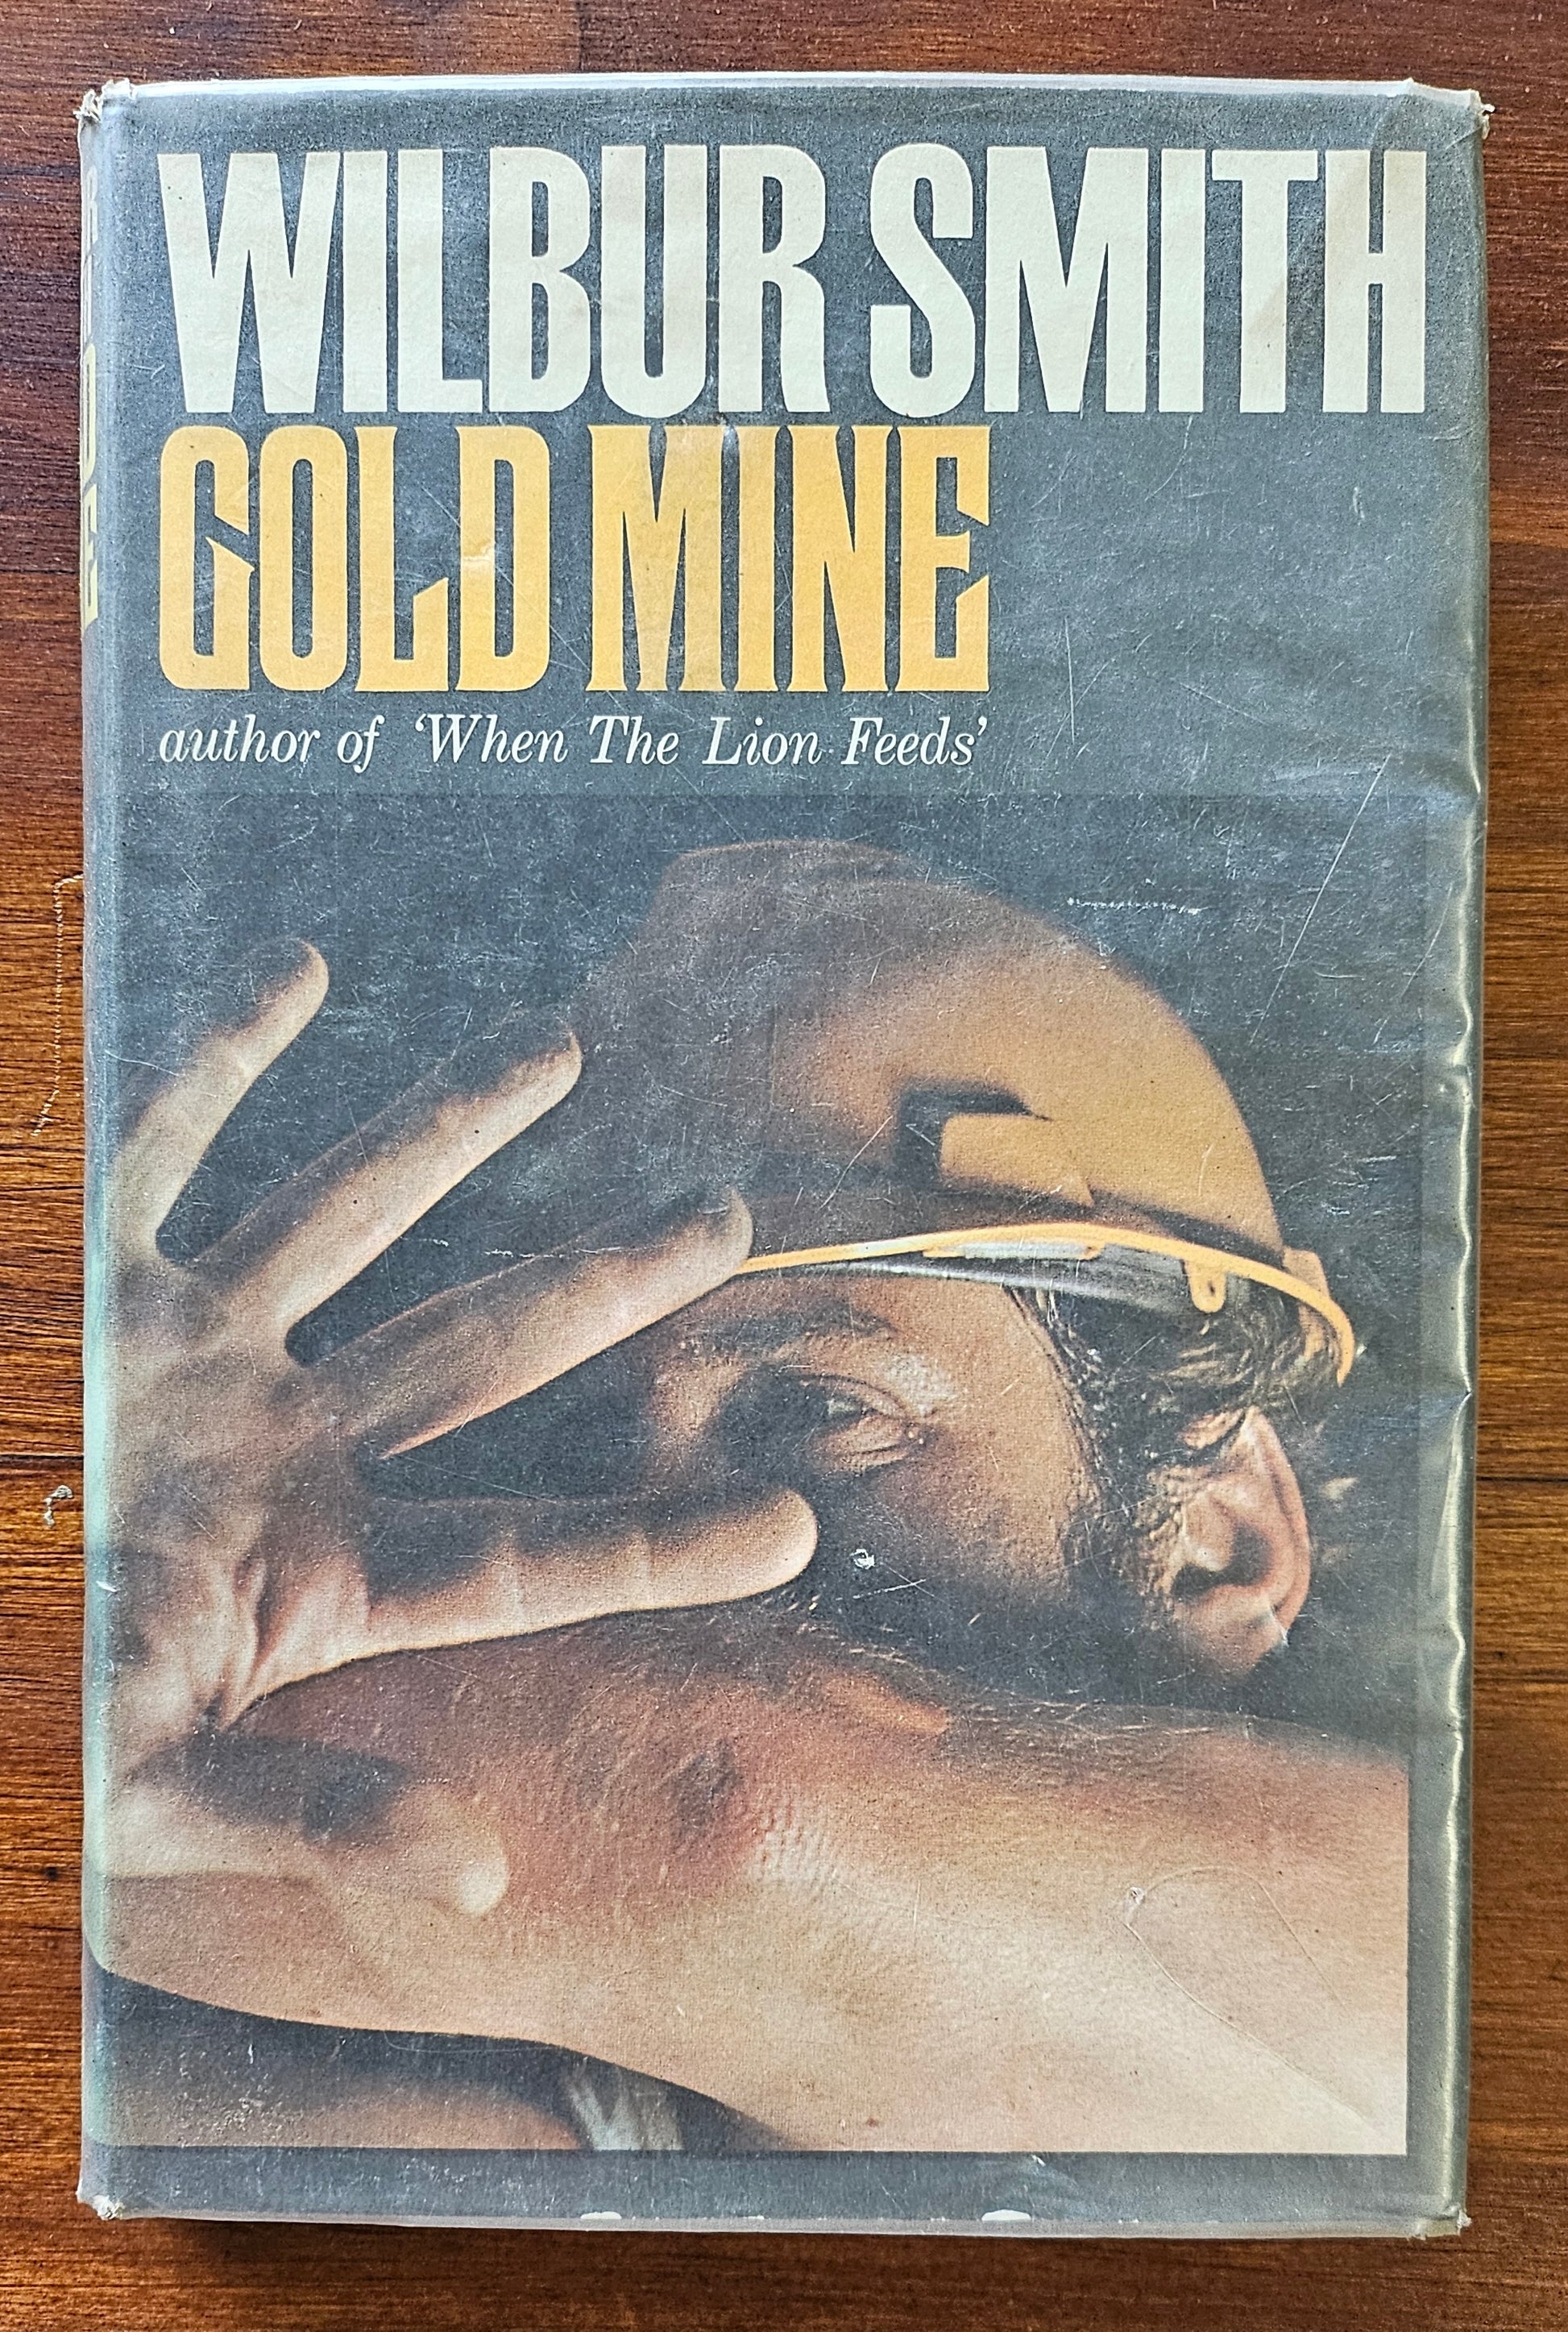 WILBUR SMITH
GOLD MINE
author of ‘When The Lion Feeds’